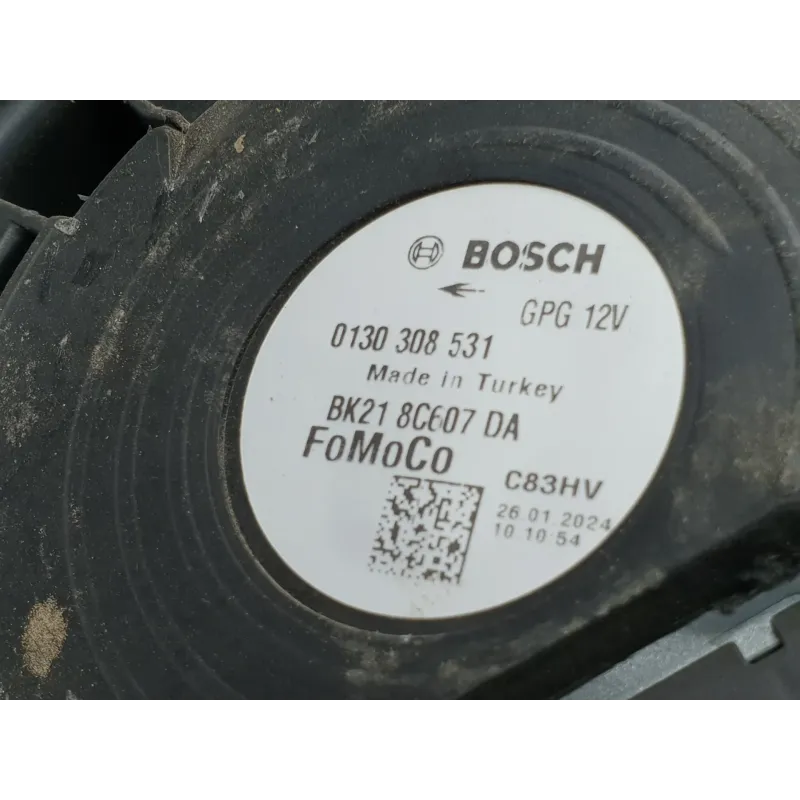 BOSCH
GPG 12V
0130 308 531
Made in Turkey
BK21 8C607 DA
FoMoCo
C83HV
26.01.2024
10.10:54